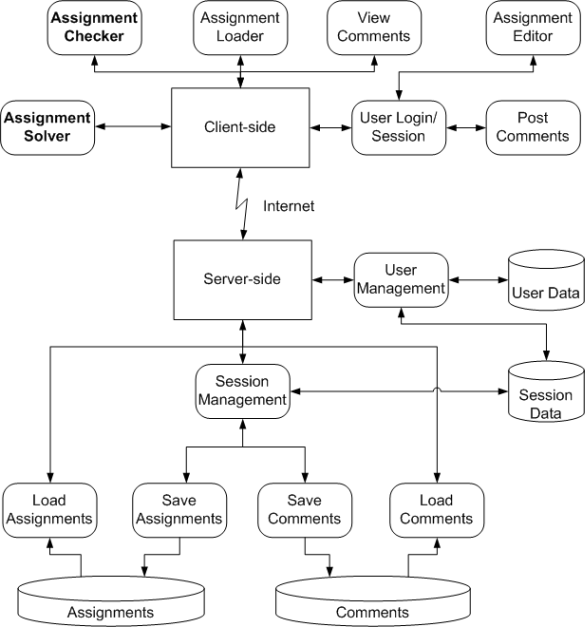 Assignment
Checker
Assignment
Loader
View
Comments
Assignment
Editor
Assignment
Solver
Client-side
User Login/
Session
Post
Comments
Internet
Server-side
User
Management
User Data
Session
Management
Session
Data
Load
Assignments
Save
Assignments
Save
Comments
Load
Comments
Assignments
Comments